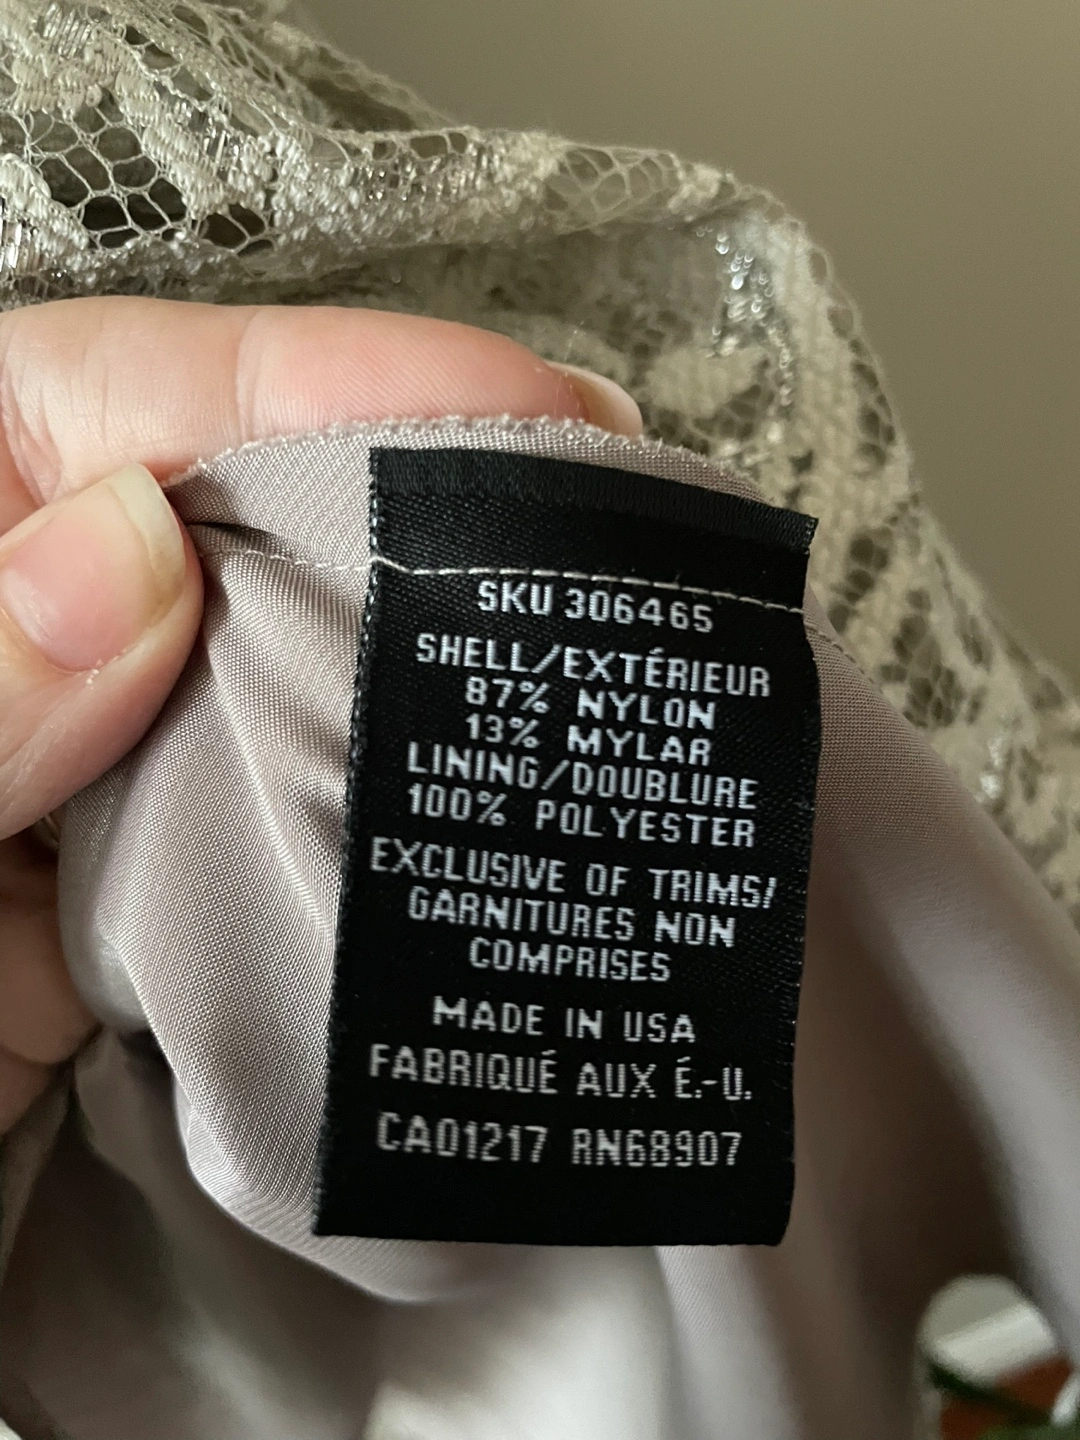 SKU 306465
SHELL/EXTÉRIEUR
87% NYLON
13% MYLAR
LINING/DOUBLURE
100% POLYESTER
EXCLUSIVE OF TRIMS/
GARNITURES NON
COMPRISES
MADE IN USA
FABRIQUÉ AUX É.-U.
CA01217 RN68907